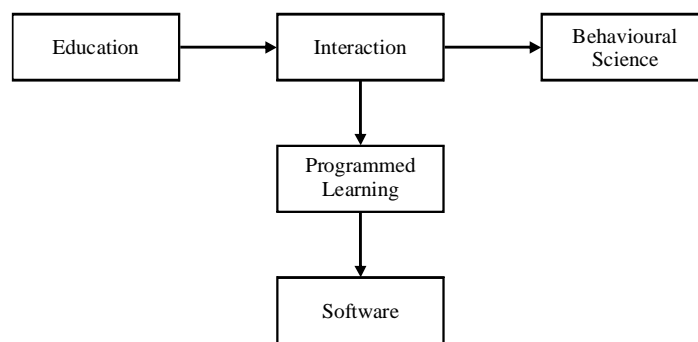 Education
Interaction
Behavioural
Science
Programmed
Learning
Software